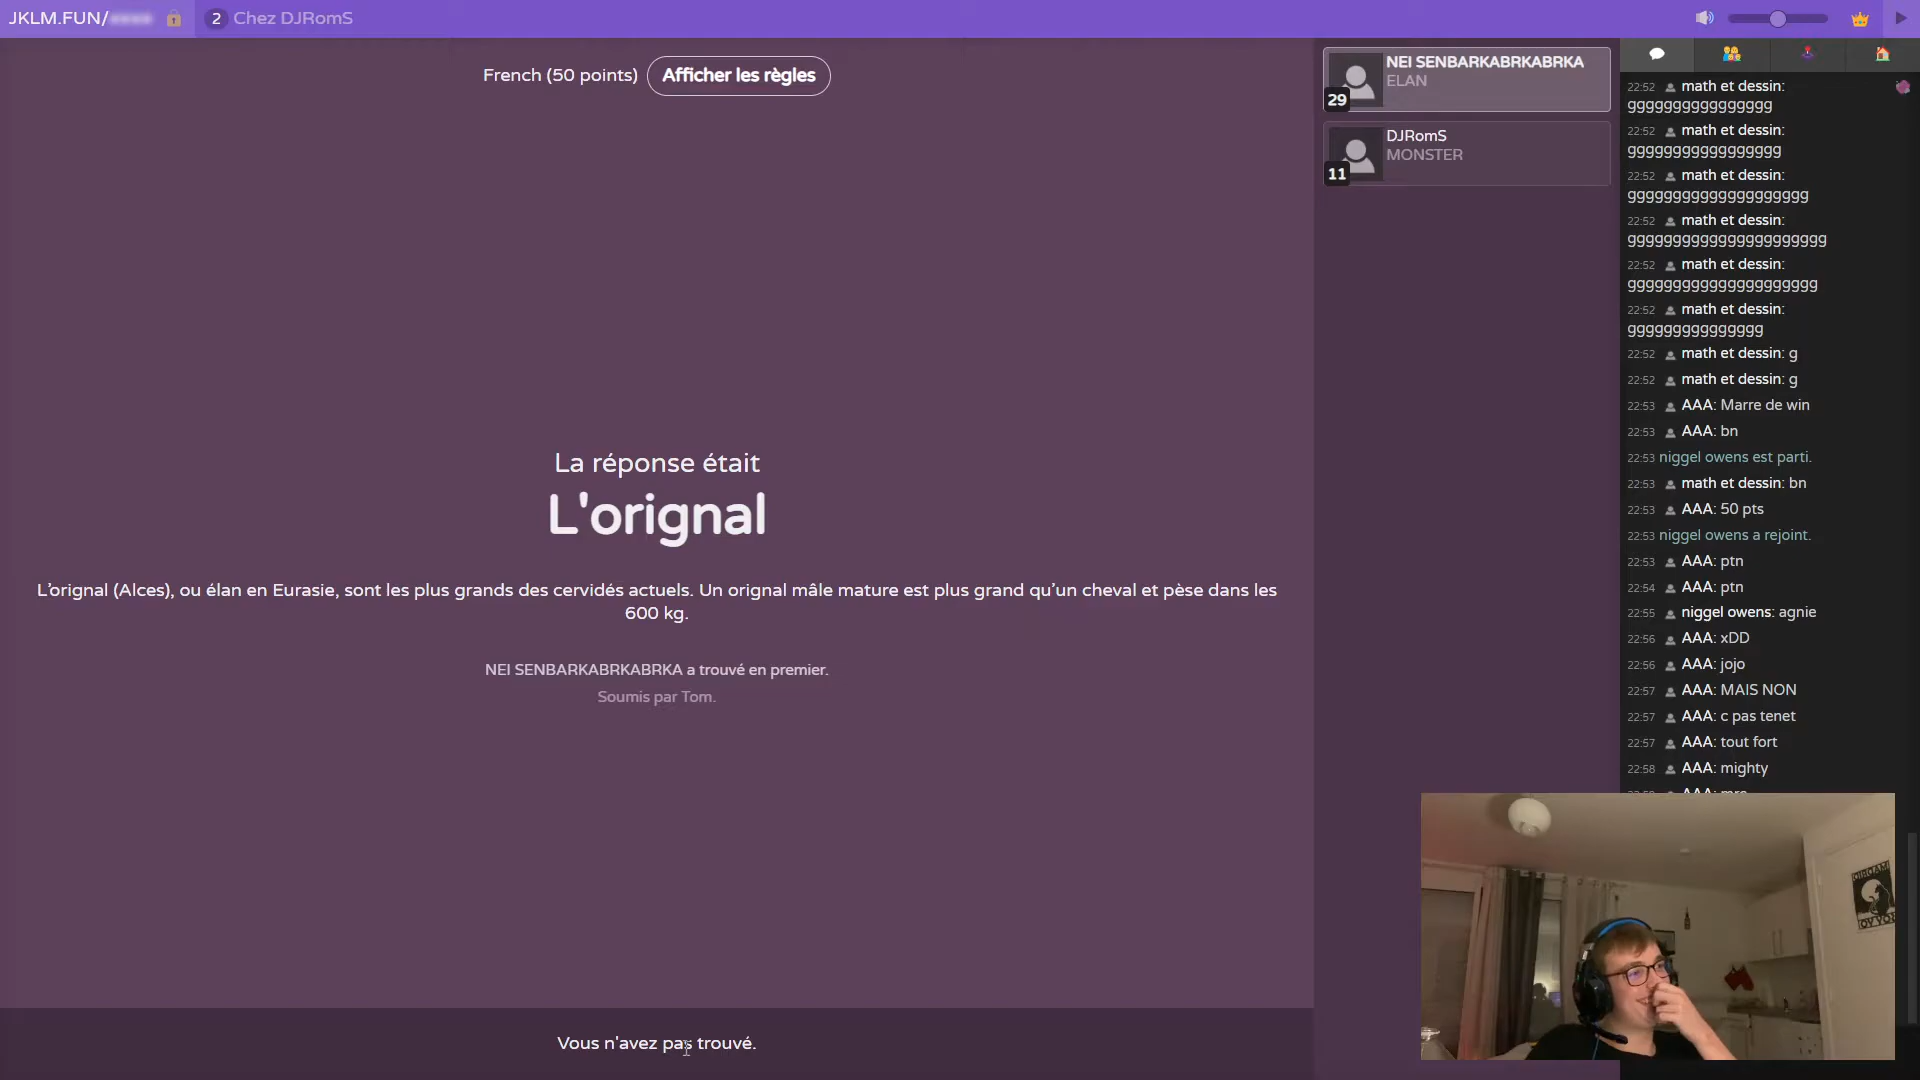 JKLM.FUN/
2 Chez DJRomS
French (50 points) Afficher les règles
La réponse était
L'orignal
L’orignal (Alces), ou élan en Eurasie, sont les plus grands des cervidés actuels. Un orignal mâle mature est plus grand qu’un cheval et pèse dans les
600 kg.
NEI SENBARKABRKABRKA a trouvé en premier.
Soumis par Tom.
Vous n'avez pas trouvé.
NEI SENBARKABRKABRKA
ELAN
29
DJRomS
MONSTER
11
22:52 math et dessin:
gggggggggggggggg
22:52 math et dessin:
ggggggggggggggggg
22:52 math et dessin:
gggggggggggggggggggg
22:52 math et dessin:
gggggggggggggggggggggg
22:52 math et dessin:
ggggggggggggggggggggg
22:52 math et dessin:
ggggggggggggggg
22:52 math et dessin: g
22:52 math et dessin: g
22:53 AAA: Marre de win
22:53 AAA: bn
22:53 niggel owens est parti.
22:53 math et dessin: bn
22:53 AAA: 50 pts
22:53 niggel owens a rejoint.
22:53 AAA: ptn
22:54 AAA: ptn
22:55 niggel owens: agnie
22:56 AAA: xDD
22:56 AAA: jojo
22:57 AAA: MAIS NON
22:57 AAA: c pas tenet
22:57 AAA: tout fort
22:58 AAA: mighty